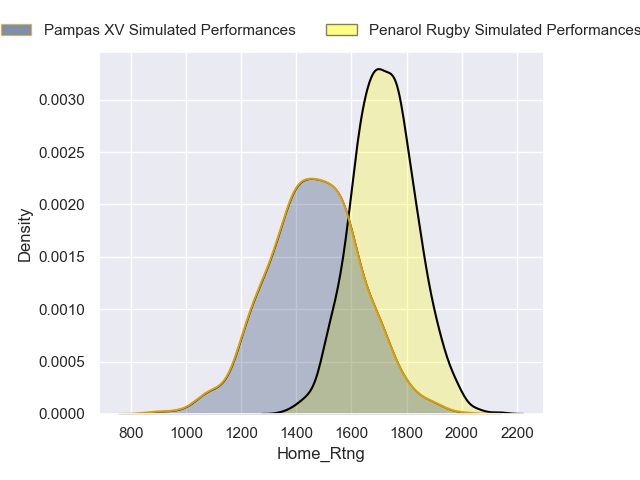 Pampas XV Simulated Performances Penarol Rugby Simulated Performances
0.0030
0.0025
0.0020
0.0015
0.0010
0.0005
0.0000
Density
800 1000 1200 1400 1600 1800 2000 2200
Home_Rtng